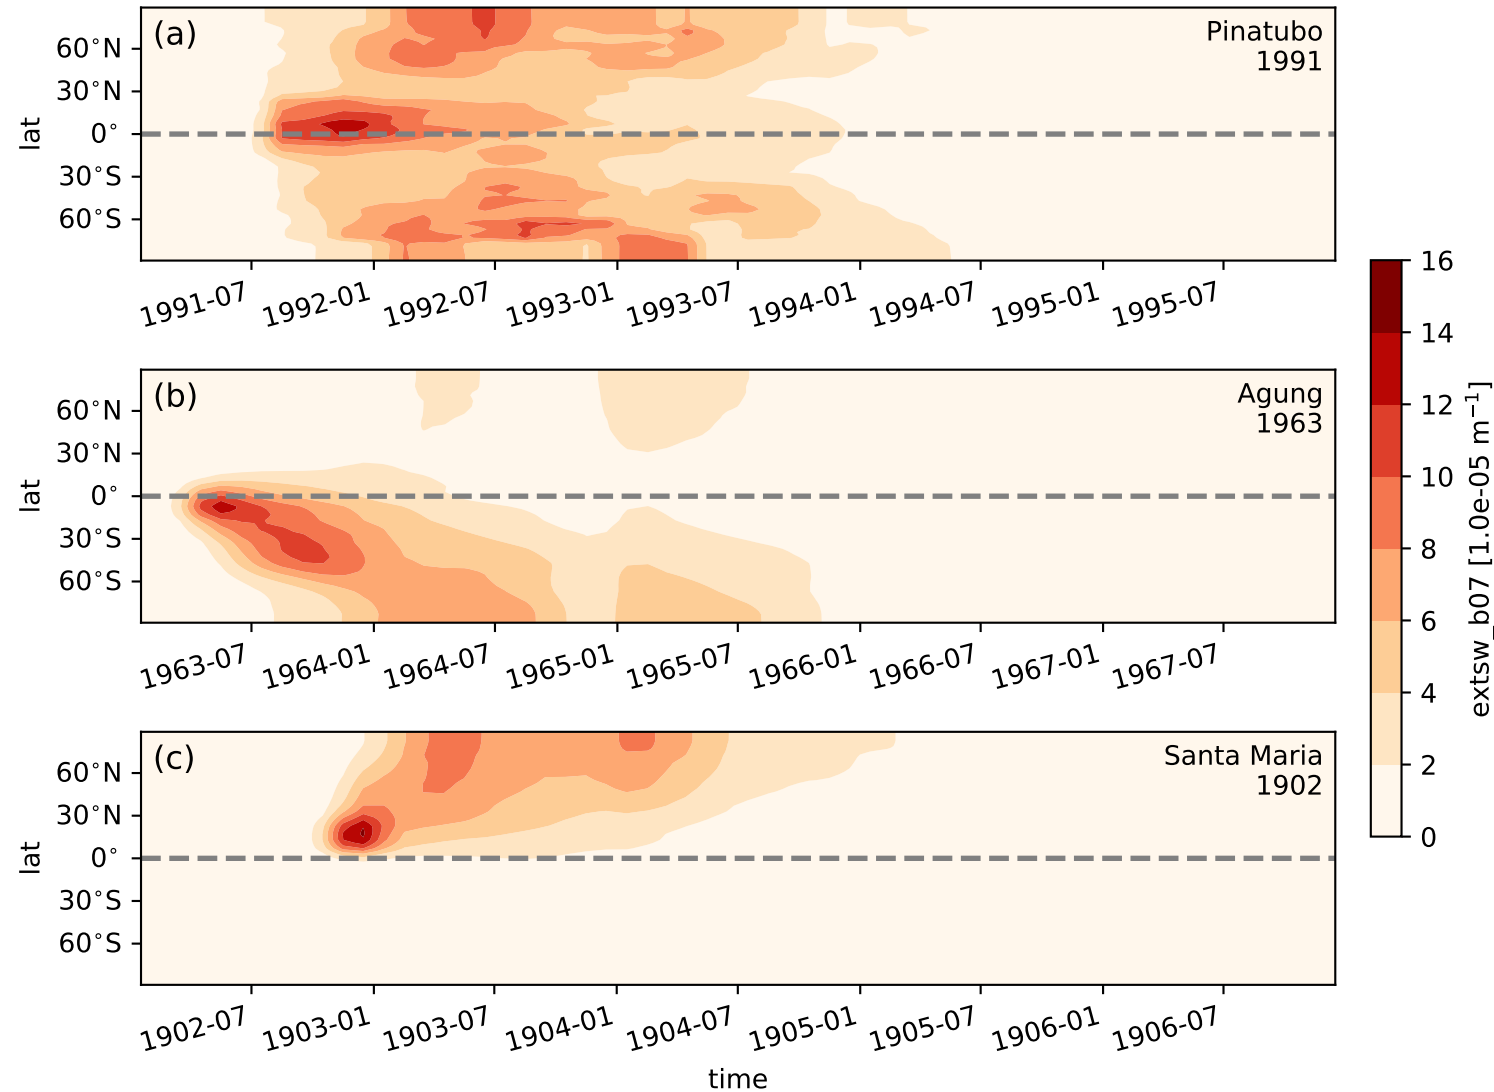 (a)
Pinatubo
1991
60°N
30°N
0°
30°S
60°S
lat
1991-07
1992-01
1992-07
1993-01
1993-07
1994-01
1994-07
1995-01
1995-07
(b)
Agung
1963
60°N
30°N
0°
30°S
60°S
lat
1963-07
1964-01
1964-07
1965-01
1965-07
1966-01
1966-07
1967-01
1967-07
(c)
Santa Maria
1902
60°N
30°N
0°
30°S
60°S
lat
1902-07
1903-01
1903-07
1904-01
1904-07
1905-01
1905-07
1906-01
1906-07
time
16
14
12
10
8
6
4
2
0
extsw_b07 [1.0e-05 m⁻¹]